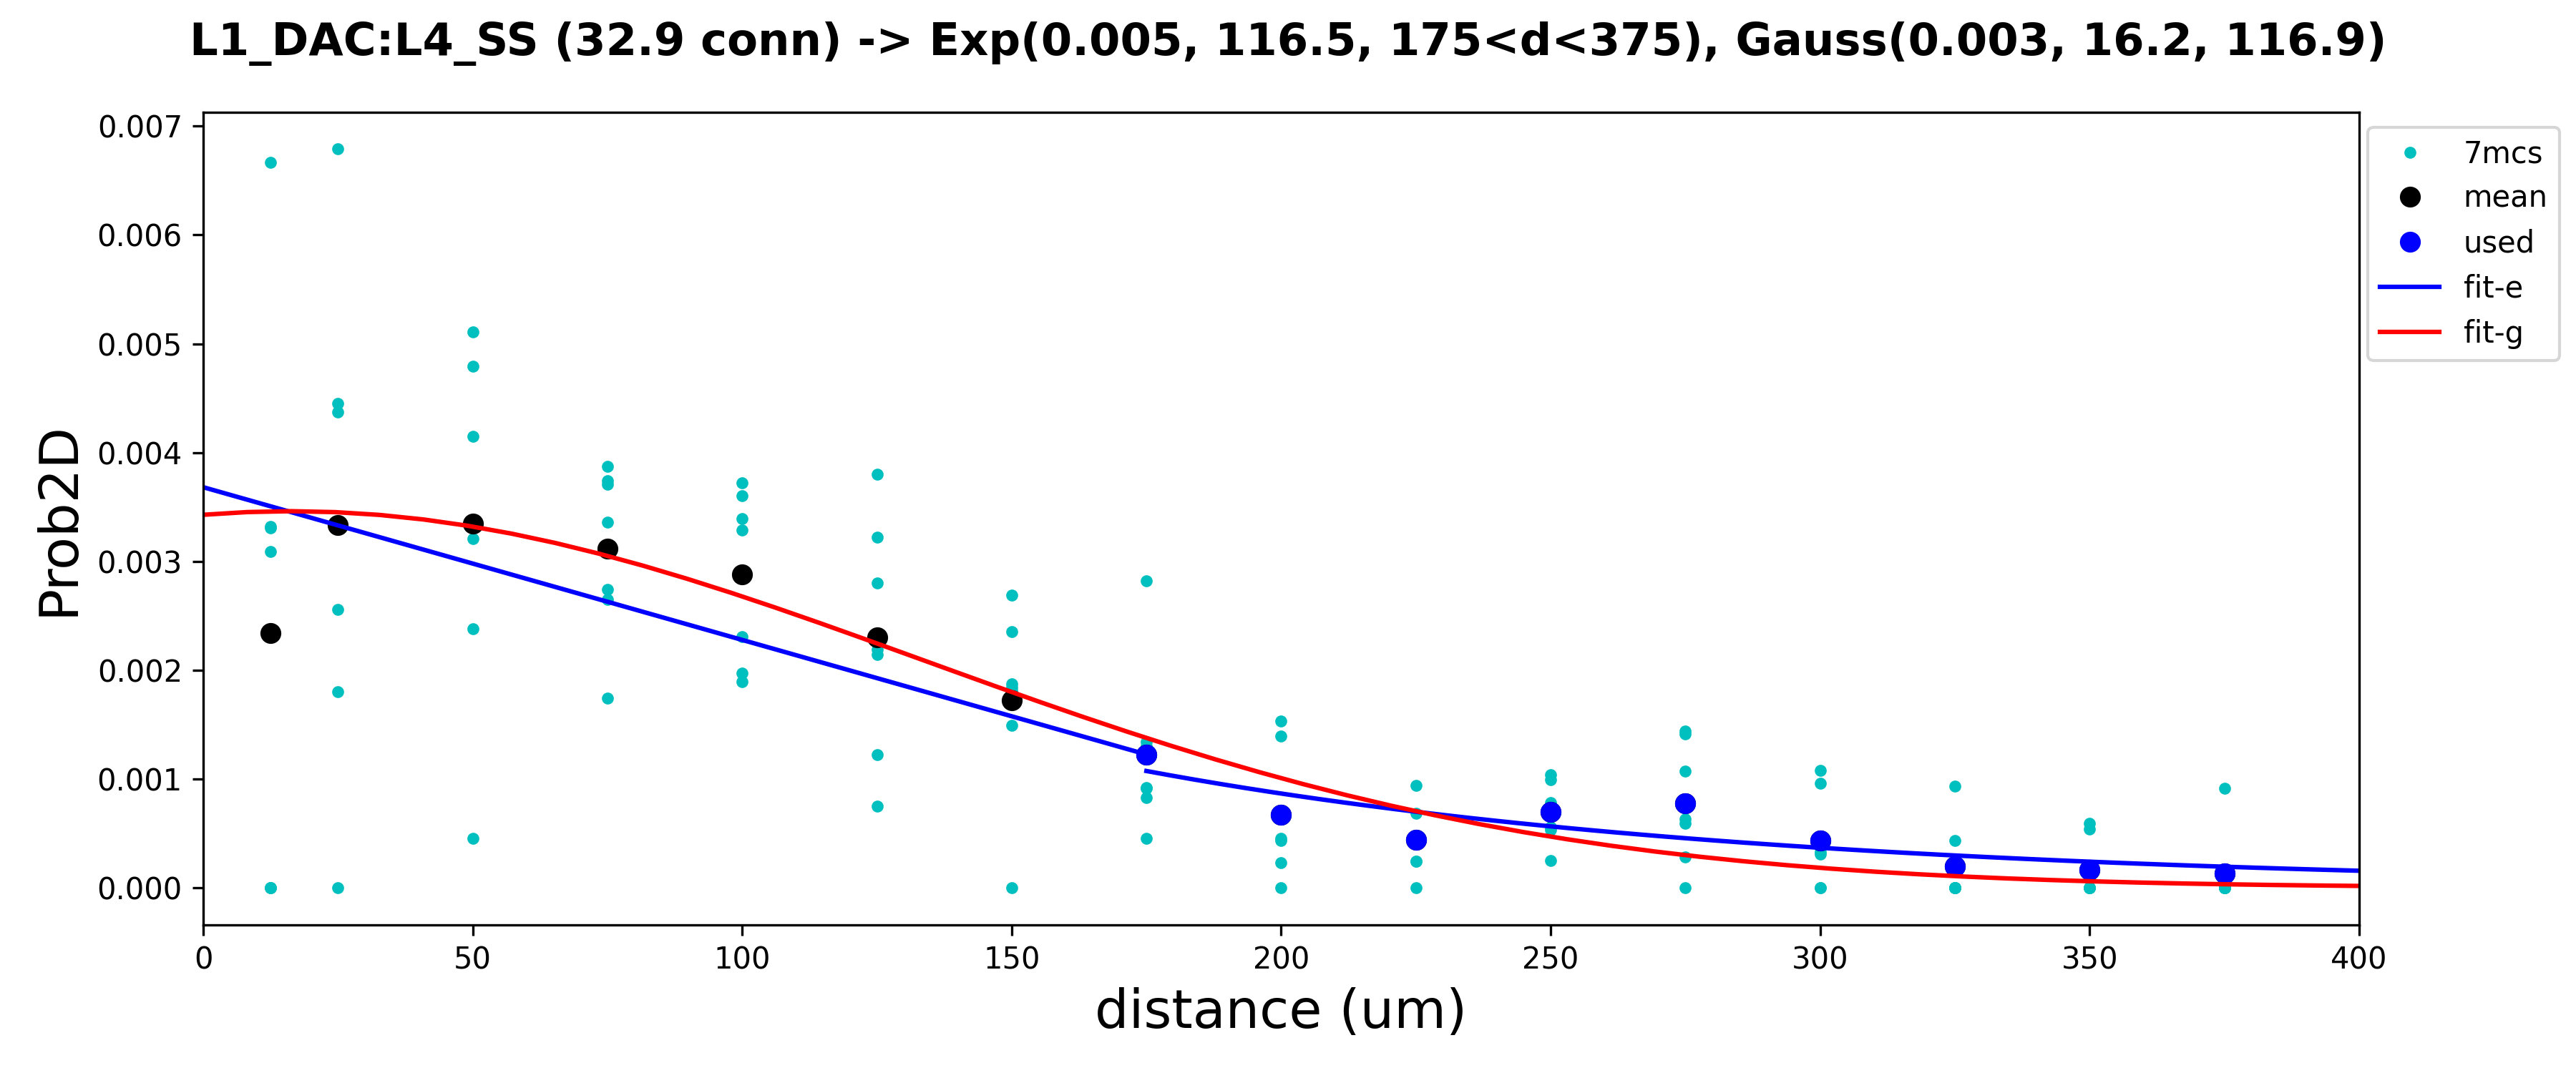 L1_DAC:L4_SS (32.9 conn) -> Exp(0.005, 116.5, 175<d<375), Gauss(0.003, 16.2, 116.9)
0.007
0.006
0.005
0.004
0.003
0.002
0.001
0.000
Prob2D
0 50 100 150 200 250 300 350 400
distance (um)
7mcs
mean
used
fit-e
fit-g